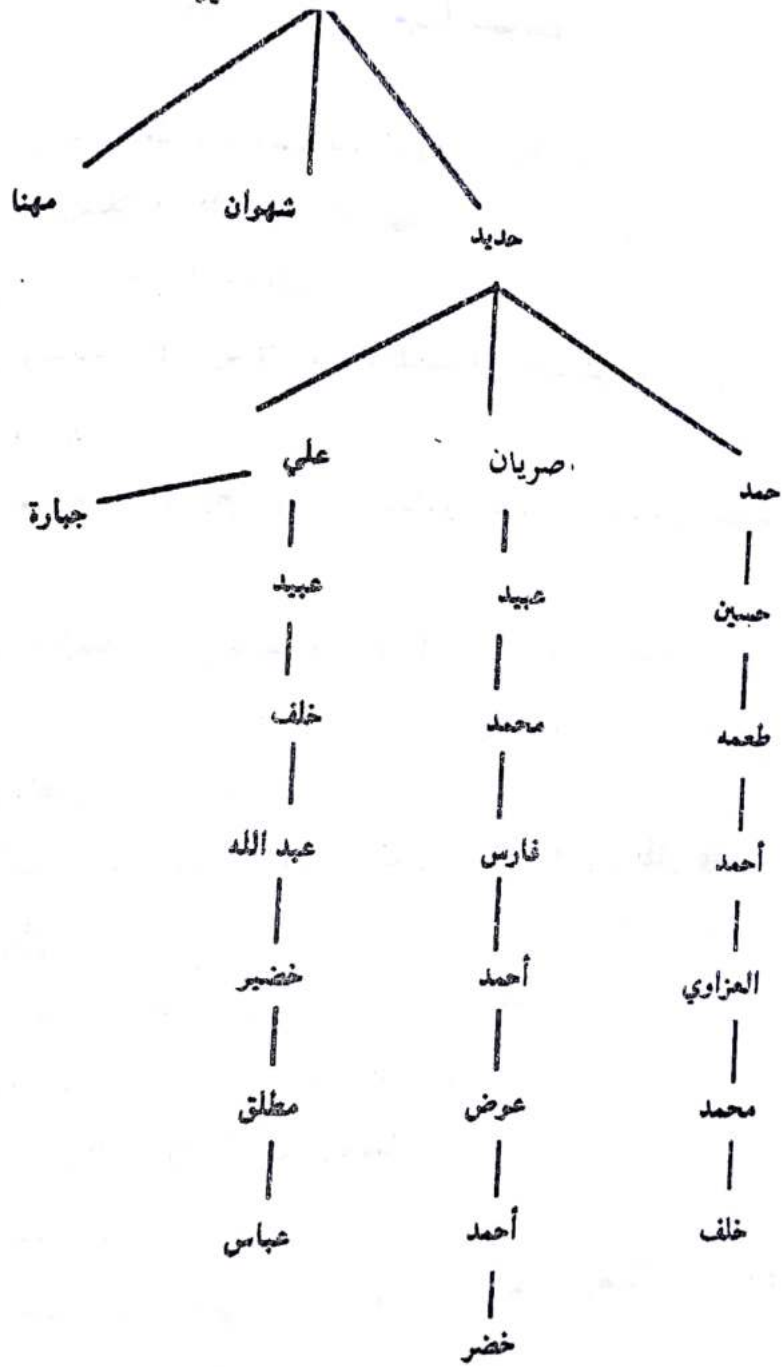 شهران مهنا
حديد
صريان علي
حمد جبارة
حسين عبيد عبيد
طعمه محمد خلف
أحمد فارس عبد الله
العزاوي أحمد خضير
محمد عوض مطلق
خلف أحمد عباس
خضر